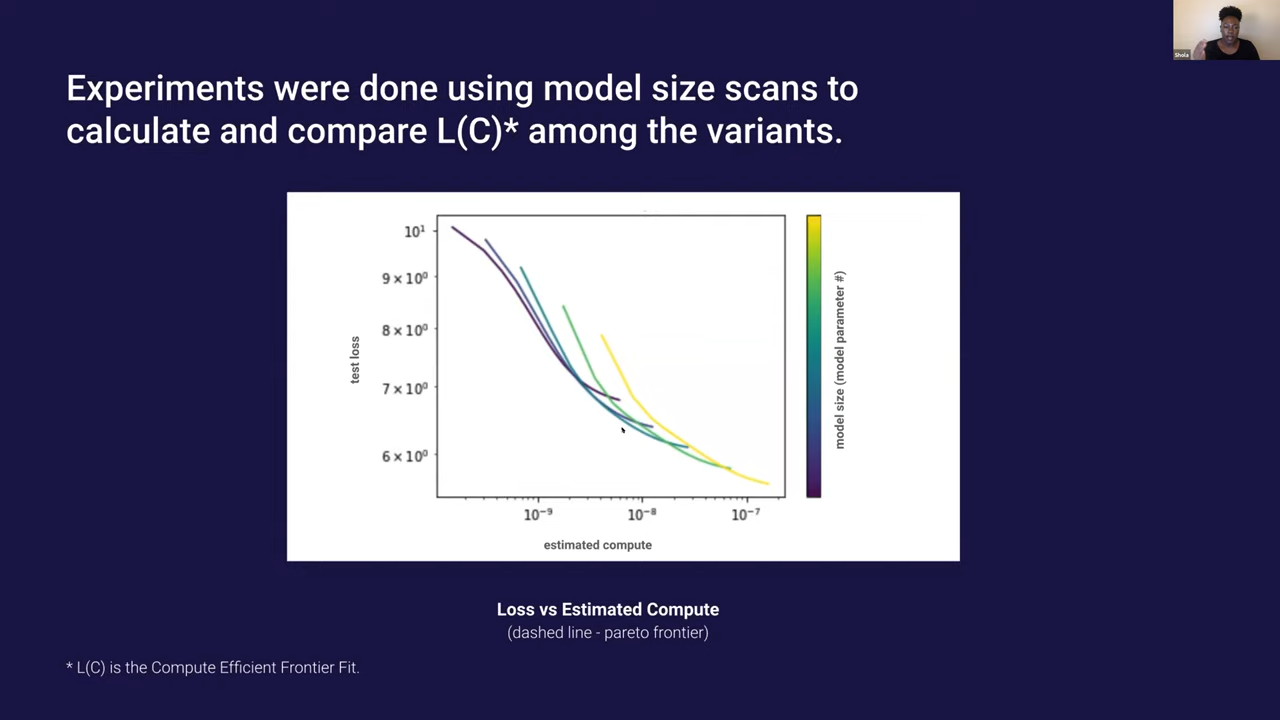 Shola
Experiments were done using model size scans to
calculate and compare L(C)* among the variants.
10¹
9 × 10⁰
8 × 10⁰
7 × 10⁰
6 × 10⁰
test loss
10⁻⁹
10⁻⁸
10⁻⁷
estimated compute
model size (model parameter #)
Loss vs Estimated Compute
(dashed line - pareto frontier)
* L(C) is the Compute Efficient Frontier Fit.